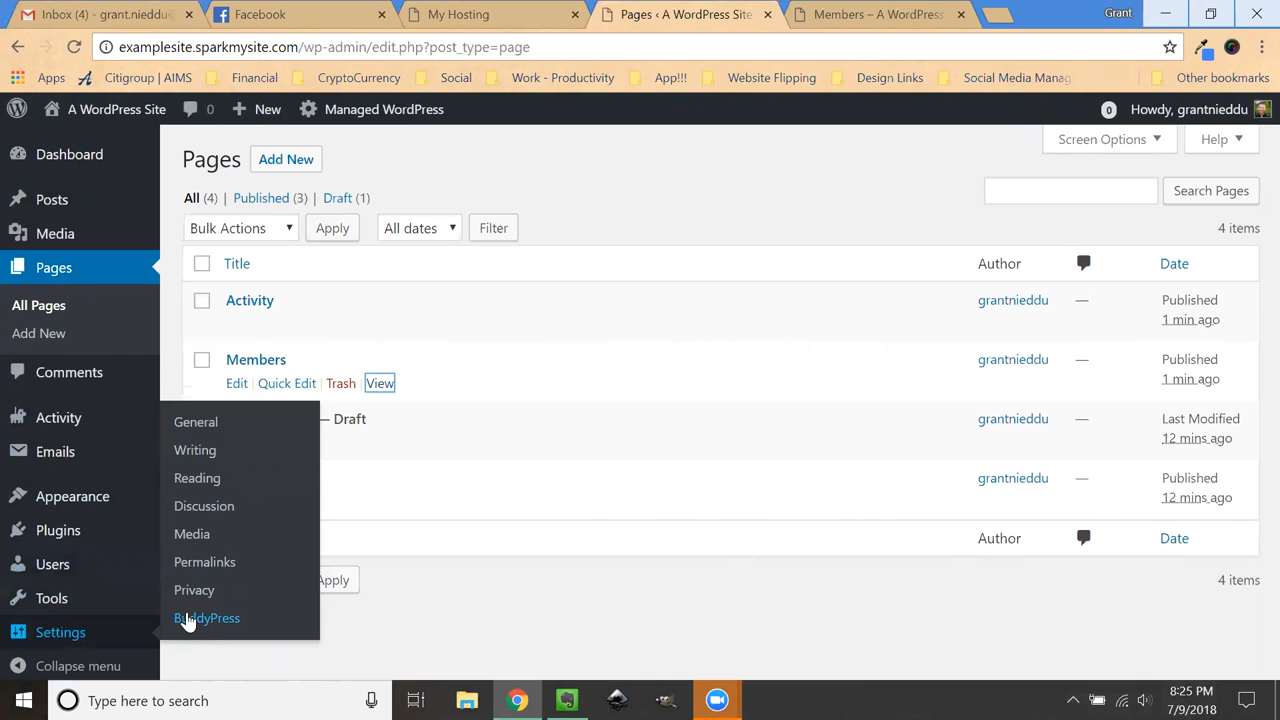 Inbox (4) - grant.nieddu@
Facebook
My Hosting
Pages ‹ A WordPress Site
Members – A WordPress
Grant
examplesite.sparkmysite.com/wp-admin/edit.php?post_type=page
Apps
Citigroup | AIMS
Financial
CryptoCurrency
Social
Work - Productivity
App!!!
Website Flipping
Design Links
Social Media Manag
Other bookmarks
A WordPress Site
0
New
Managed WordPress
0
Howdy, grantnieddu
Dashboard
Posts
Media
Pages
All Pages
Add New
Comments
Activity
Emails
Appearance
Plugins
Users
Tools
Settings
Collapse menu
General
Writing
Reading
Discussion
Media
Permalinks
Privacy
BuddyPress
Pages
Add New
Screen Options
Help
All (4) | Published (3) | Draft (1)
Search Pages
Bulk Actions
Apply
All dates
Filter
4 items
Title
Author
Date
Activity
grantnieddu
—
Published
1 min ago
Members
Edit | Quick Edit | Trash | View
grantnieddu
—
Published
1 min ago
— Draft
grantnieddu
—
Last Modified
12 mins ago
grantnieddu
—
Published
12 mins ago
Author
Date
Apply
4 items
Type here to search
8:25 PM
7/9/2018